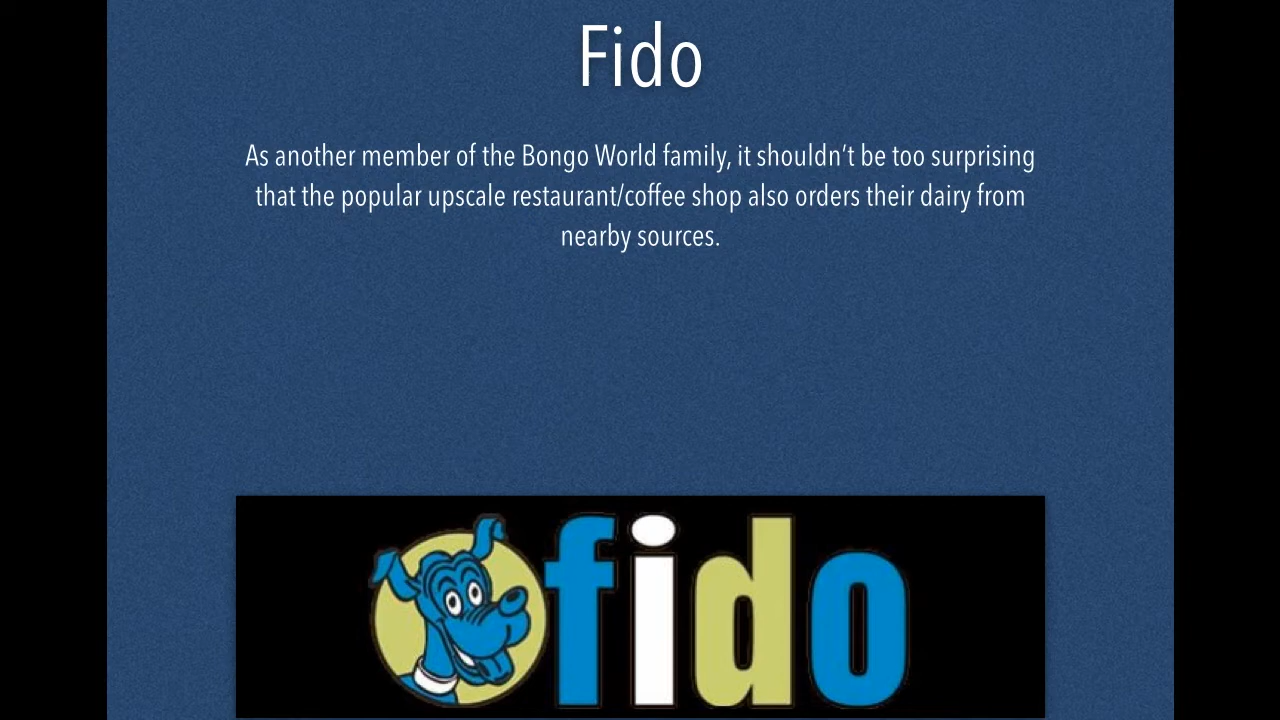 Fido
As another member of the Bongo World family, it shouldn’t be too surprising
that the popular upscale restaurant/coffee shop also orders their dairy from
nearby sources.
fido